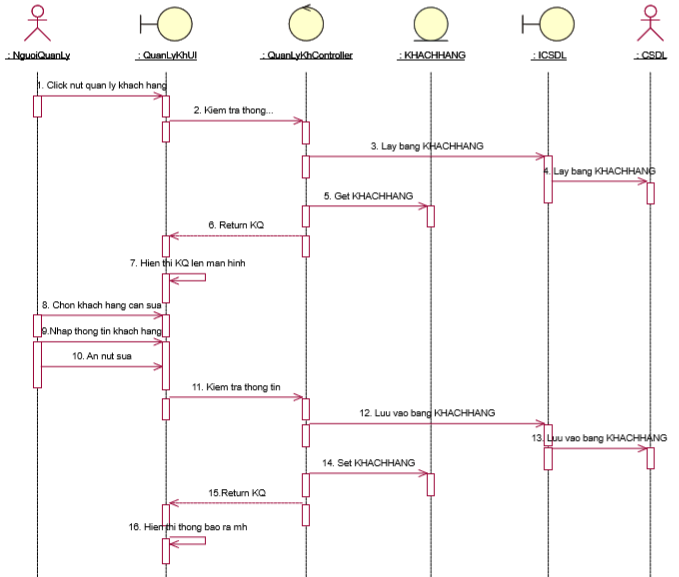 : NguoiQuanLy
: QuanLyKhUI
: QuanLyKhController
: KHACHHANG
: ICSDL
: CSDL
1. Click nut quan ly khach hang
2. Kiem tra thong...
3. Lay bang KHACHHANG
4. Lay bang KHACHHANG
5. Get KHACHHANG
6. Return KQ
7. Hien thi KQ len man hinh
8. Chon khach hang can sua
9.Nhap thong tin khach hang
10. An nut sua
11. Kiem tra thong tin
12. Luu vao bang KHACHHANG
13. Luu vao bang KHACHHANG
14. Set KHACHHANG
15.Return KQ
16. Hien thi thong bao ra mh